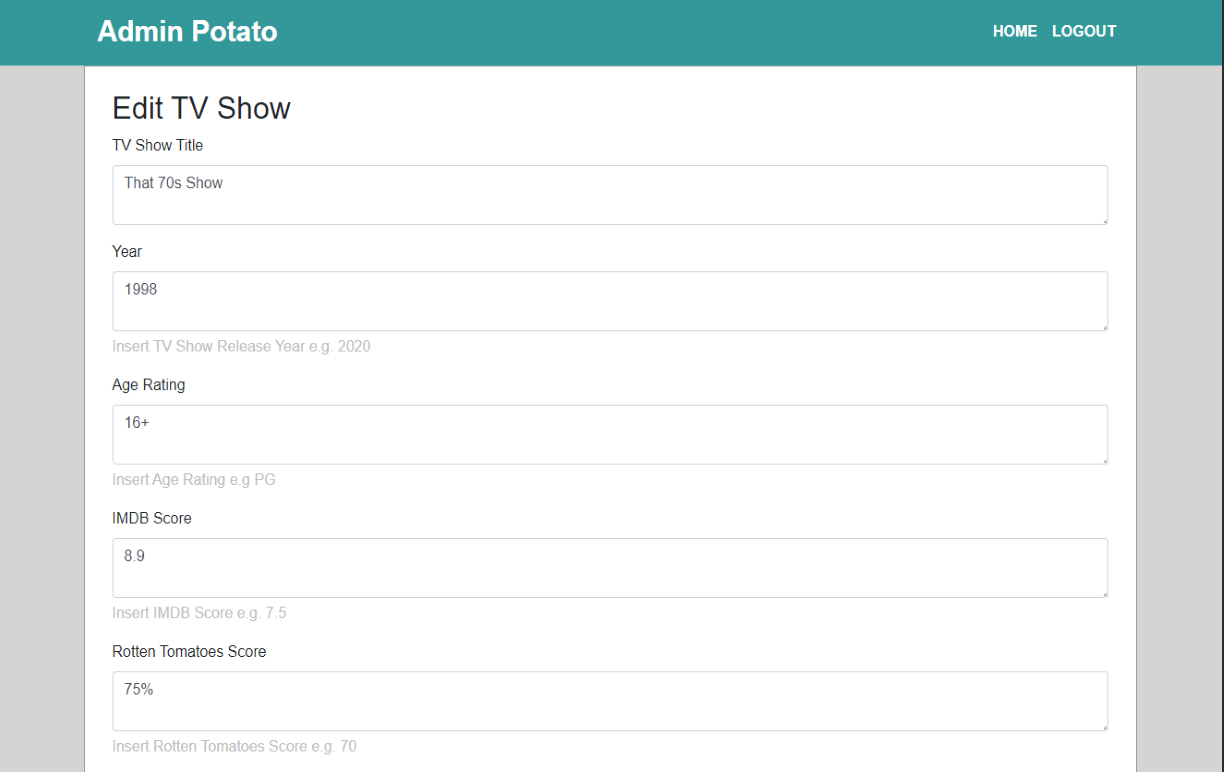 Admin Potato
HOME LOGOUT
Edit TV Show
TV Show Title
That 70s Show
Year
1998
Insert TV Show Release Year e.g. 2020
Age Rating
16+
Insert Age Rating e.g PG
IMDB Score
8.9
Insert IMDB Score e.g. 7.5
Rotten Tomatoes Score
75%
Insert Rotten Tomatoes Score e.g. 70